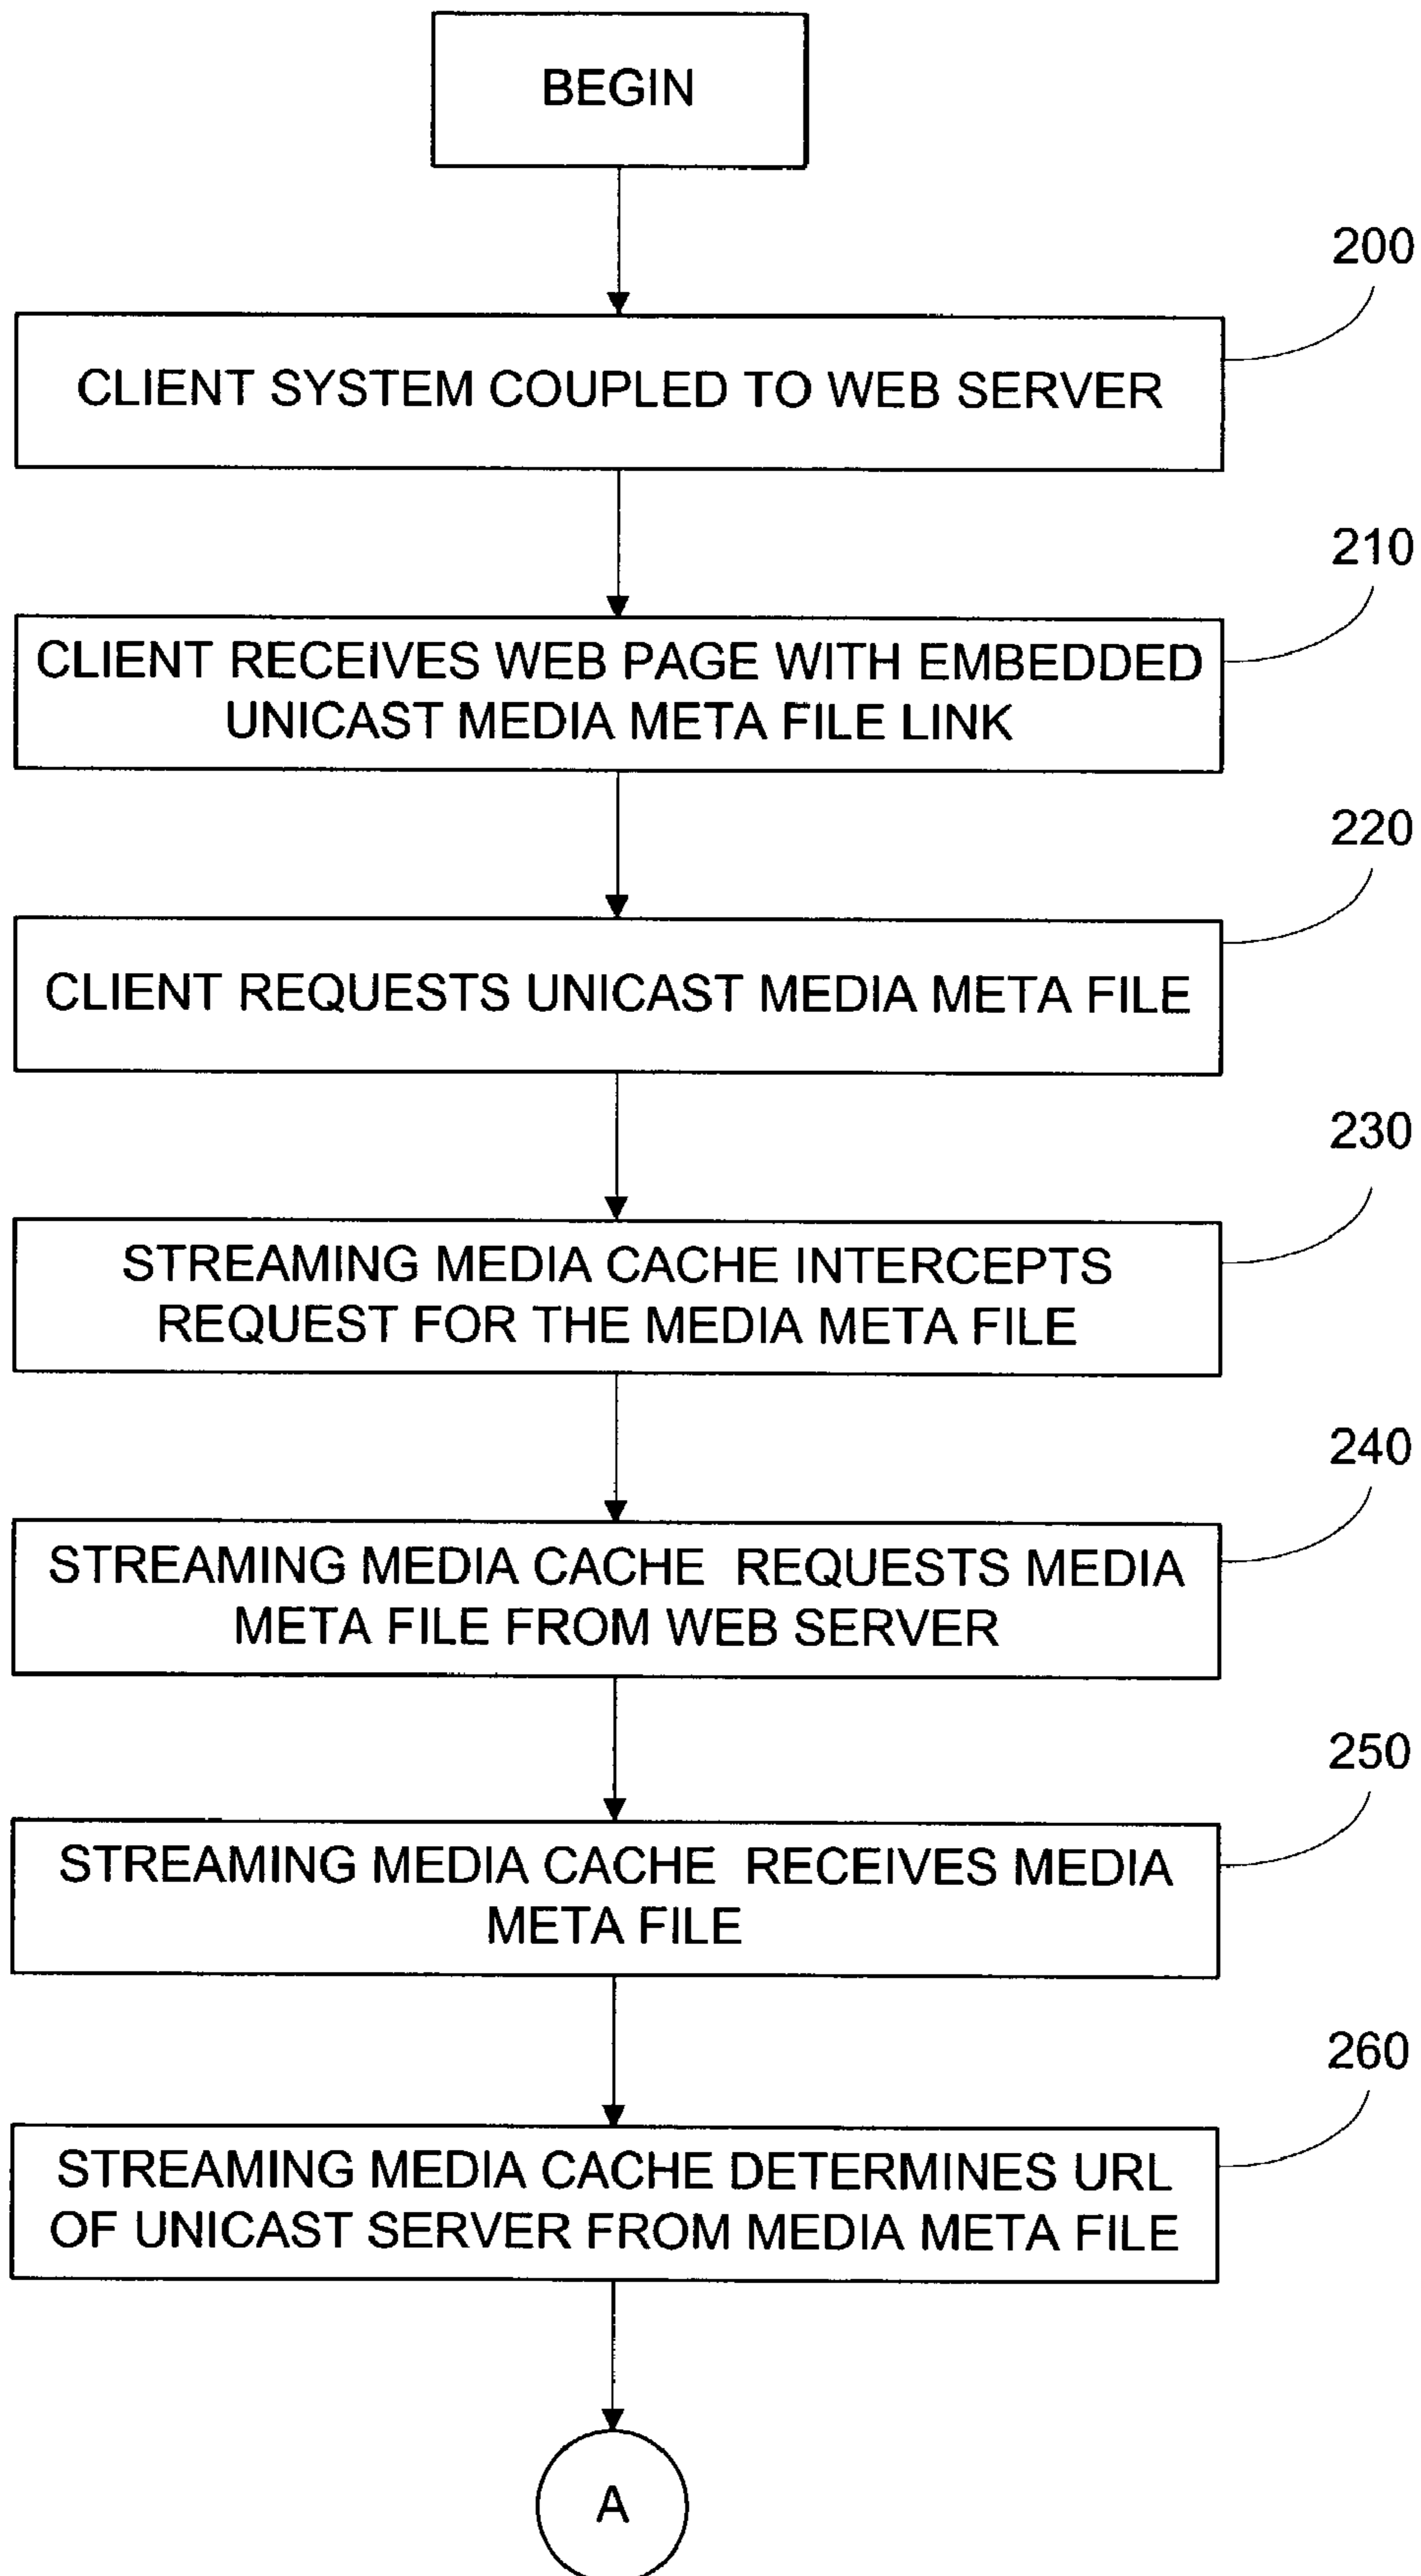 BEGIN
200
CLIENT SYSTEM COUPLED TO WEB SERVER
210
CLIENT RECEIVES WEB PAGE WITH EMBEDDED
UNICAST MEDIA META FILE LINK
220
CLIENT REQUESTS UNICAST MEDIA META FILE
230
STREAMING MEDIA CACHE INTERCEPTS
REQUEST FOR THE MEDIA META FILE
240
STREAMING MEDIA CACHE REQUESTS MEDIA
META FILE FROM WEB SERVER
250
STREAMING MEDIA CACHE RECEIVES MEDIA
META FILE
260
STREAMING MEDIA CACHE DETERMINES URL
OF UNICAST SERVER FROM MEDIA META FILE
A